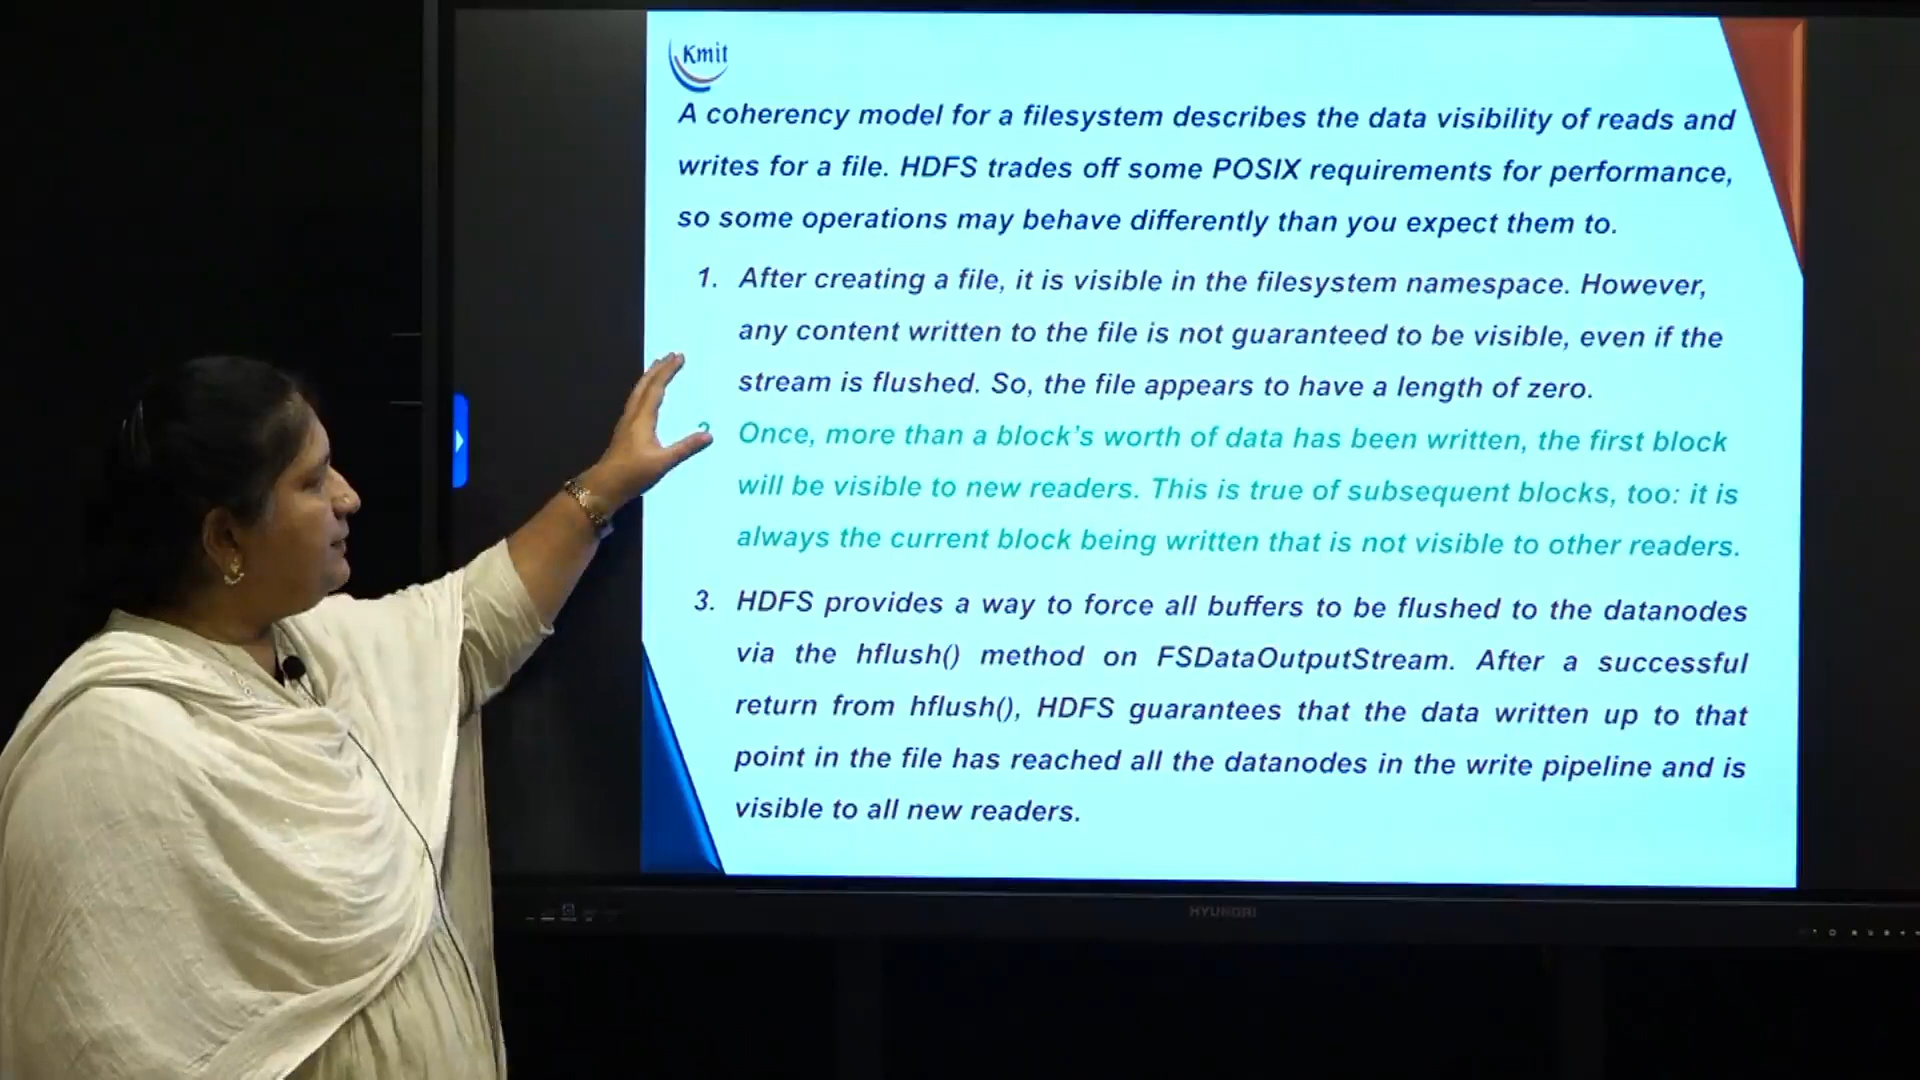 Kmit
A coherency model for a filesystem describes the data visibility of reads and
writes for a file. HDFS trades off some POSIX requirements for performance,
so some operations may behave differently than you expect them to.
1. After creating a file, it is visible in the filesystem namespace. However,
any content written to the file is not guaranteed to be visible, even if the
stream is flushed. So, the file appears to have a length of zero.
Once, more than a block's worth of data has been written, the first block
will be visible to new readers. This is true of subsequent blocks, too: it is
always the current block being written that is not visible to other readers.
3. HDFS provides a way to force all buffers to be flushed to the datanodes
via the hflush() method on FSDataOutputStream. After a successful
return from hflush(), HDFS guarantees that the data written up to that
point in the file has reached all the datanodes in the write pipeline and is
visible to all new readers.
HYUNDAI